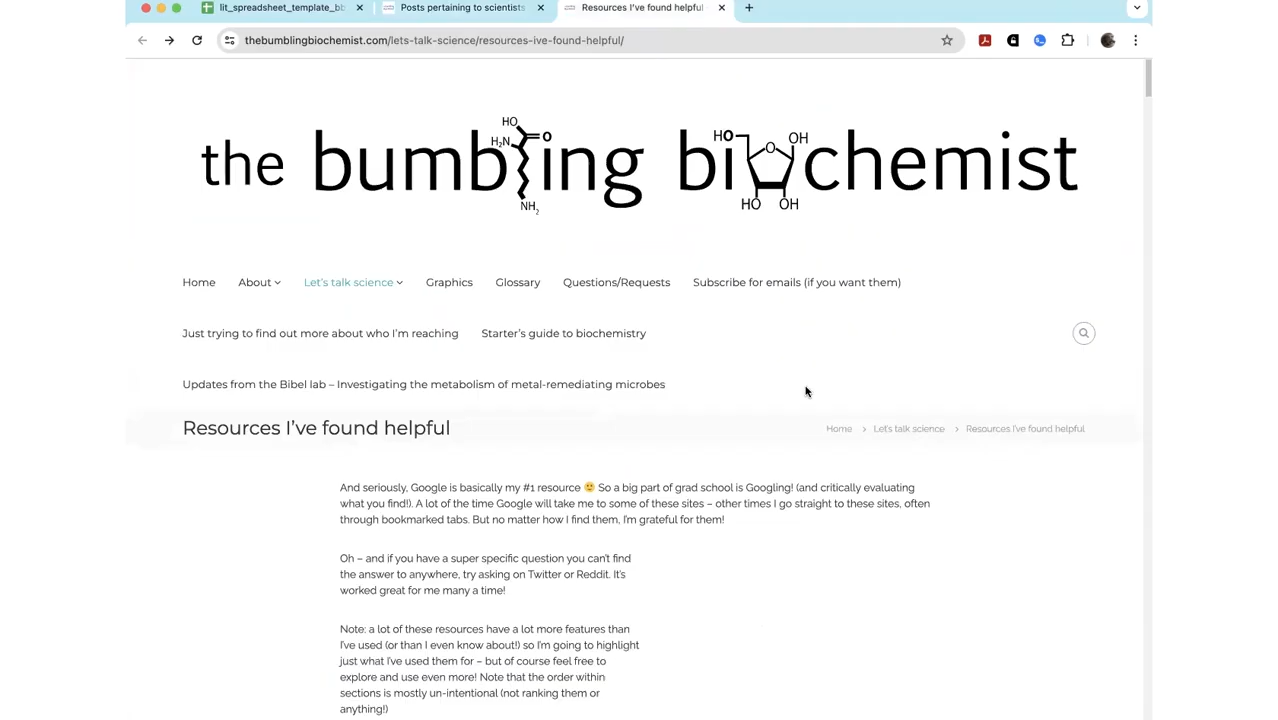 lit_spreadsheet_template_bb
Posts pertaining to scientists
Resources I've found helpful
thebumblingbiochemist.com/lets-talk-science/resources-ive-found-helpful/
the bumbling biochemist
HO
O
H₂N
NH₂
HO
OH
O
HO
OH
Home
About
Let's talk science
Graphics
Glossary
Questions/Requests
Subscribe for emails (if you want them)
Just trying to find out more about who I'm reaching
Starter's guide to biochemistry
Updates from the Bibel lab – Investigating the metabolism of metal-remediating microbes
Resources I've found helpful
Home > Let's talk science > Resources I've found helpful
And seriously, Google is basically my #1 resource 🙂 So a big part of grad school is Googling! (and critically evaluating
what you find!). A lot of the time Google will take me to some of these sites – other times I go straight to these sites, often
through bookmarked tabs. But no matter how I find them, I'm grateful for them!
Oh – and if you have a super specific question you can't find
the answer to anywhere, try asking on Twitter or Reddit. It's
worked great for me many a time!
Note: a lot of these resources have a lot more features than
I've used (or than I even know about!) so I'm going to highlight
just what I've used them for – but of course feel free to
explore and use even more! Note that the order within
sections is mostly un-intentional (not ranking them or
anything!)